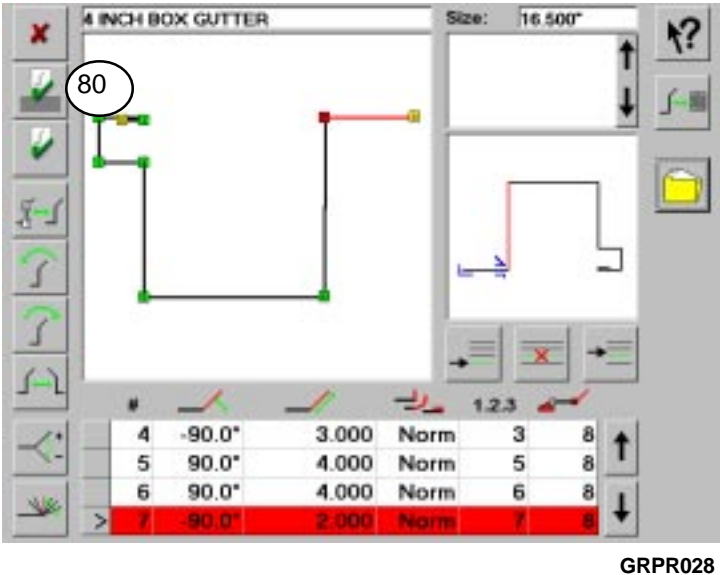 4 INCH BOX GUTTER Size: 16.500"
80
# 1.2.3
4 -90.0° 3.000 Norm 3 8
5 90.0° 4.000 Norm 5 8
6 90.0° 4.000 Norm 6 8
> 7 -90.0° 2.000 Norm 7 8
GRPR028